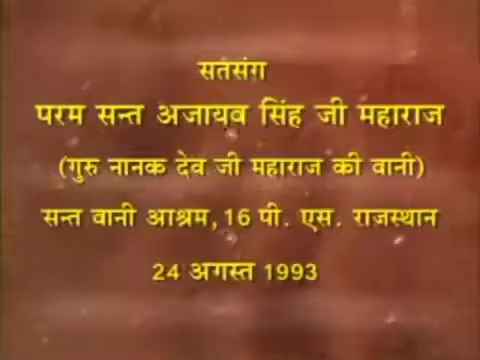 सतसंग
परम सन्त अजायब सिंह जी महाराज
(गुरु नानक देव जी महाराज की वानी)
सन्त वानी आश्रम, 16 पी. एस. राजस्थान
24 अगस्त 1993